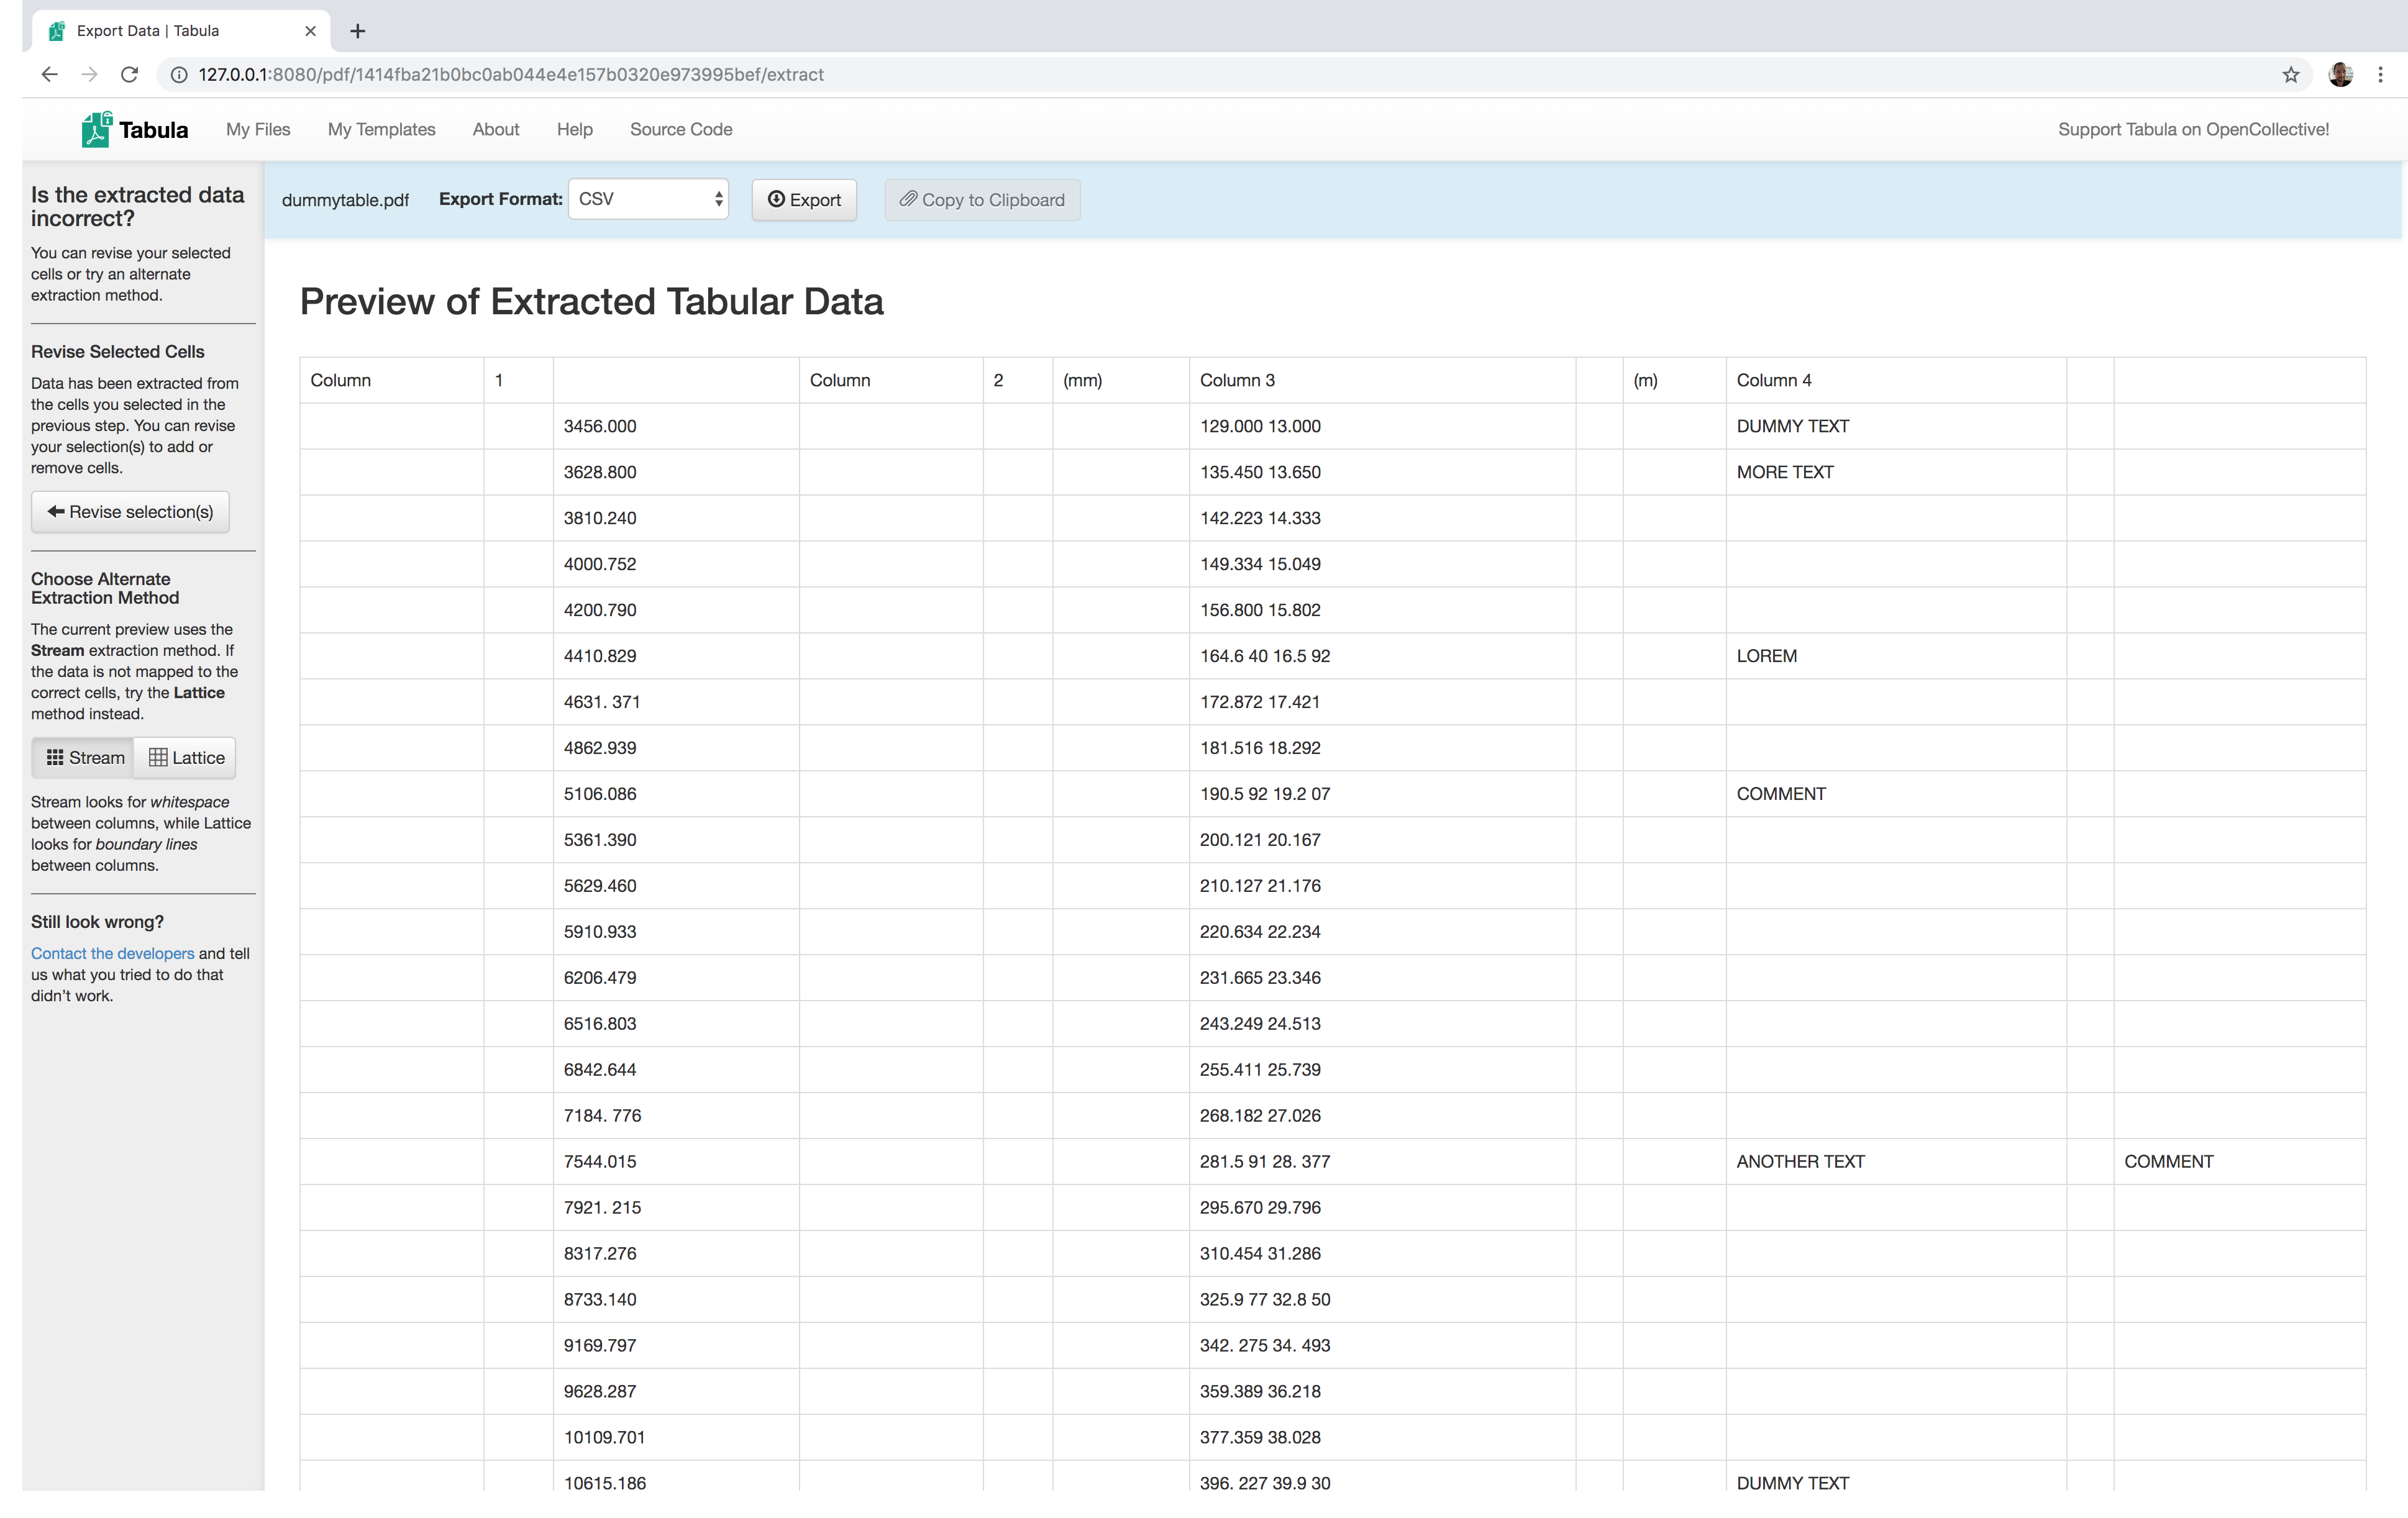 Export Data | Tabula
127.0.0.1:8080/pdf/1414fba21b0bc0ab044e4e157b0320e973995bef/extract
Tabula My Files My Templates About Help Source Code Support Tabula on OpenCollective!
Is the extracted data
incorrect?
You can revise your selected
cells or try an alternate
extraction method.
Revise Selected Cells
Data has been extracted from
the cells you selected in the
previous step. You can revise
your selection(s) to add or
remove cells.
Revise selection(s)
Choose Alternate
Extraction Method
The current preview uses the
Stream extraction method. If
the data is not mapped to the
correct cells, try the Lattice
method instead.
Stream Lattice
Stream looks for whitespace
between columns, while Lattice
looks for boundary lines
between columns.
Still look wrong?
Contact the developers and tell
us what you tried to do that
didn't work.
dummytable.pdf Export Format: CSV Export Copy to Clipboard
Preview of Extracted Tabular Data
Column 1 Column 2 (mm) Column 3 (m) Column 4
3456.000 129.000 13.000 DUMMY TEXT
3628.800 135.450 13.650 MORE TEXT
3810.240 142.223 14.333
4000.752 149.334 15.049
4200.790 156.800 15.802
4410.829 164.6 40 16.5 92 LOREM
4631. 371 172.872 17.421
4862.939 181.516 18.292
5106.086 190.5 92 19.2 07 COMMENT
5361.390 200.121 20.167
5629.460 210.127 21.176
5910.933 220.634 22.234
6206.479 231.665 23.346
6516.803 243.249 24.513
6842.644 255.411 25.739
7184. 776 268.182 27.026
7544.015 281.5 91 28. 377 ANOTHER TEXT COMMENT
7921. 215 295.670 29.796
8317.276 310.454 31.286
8733.140 325.9 77 32.8 50
9169.797 342. 275 34. 493
9628.287 359.389 36.218
10109.701 377.359 38.028
10615.186 396. 227 39.9 30 DUMMY TEXT